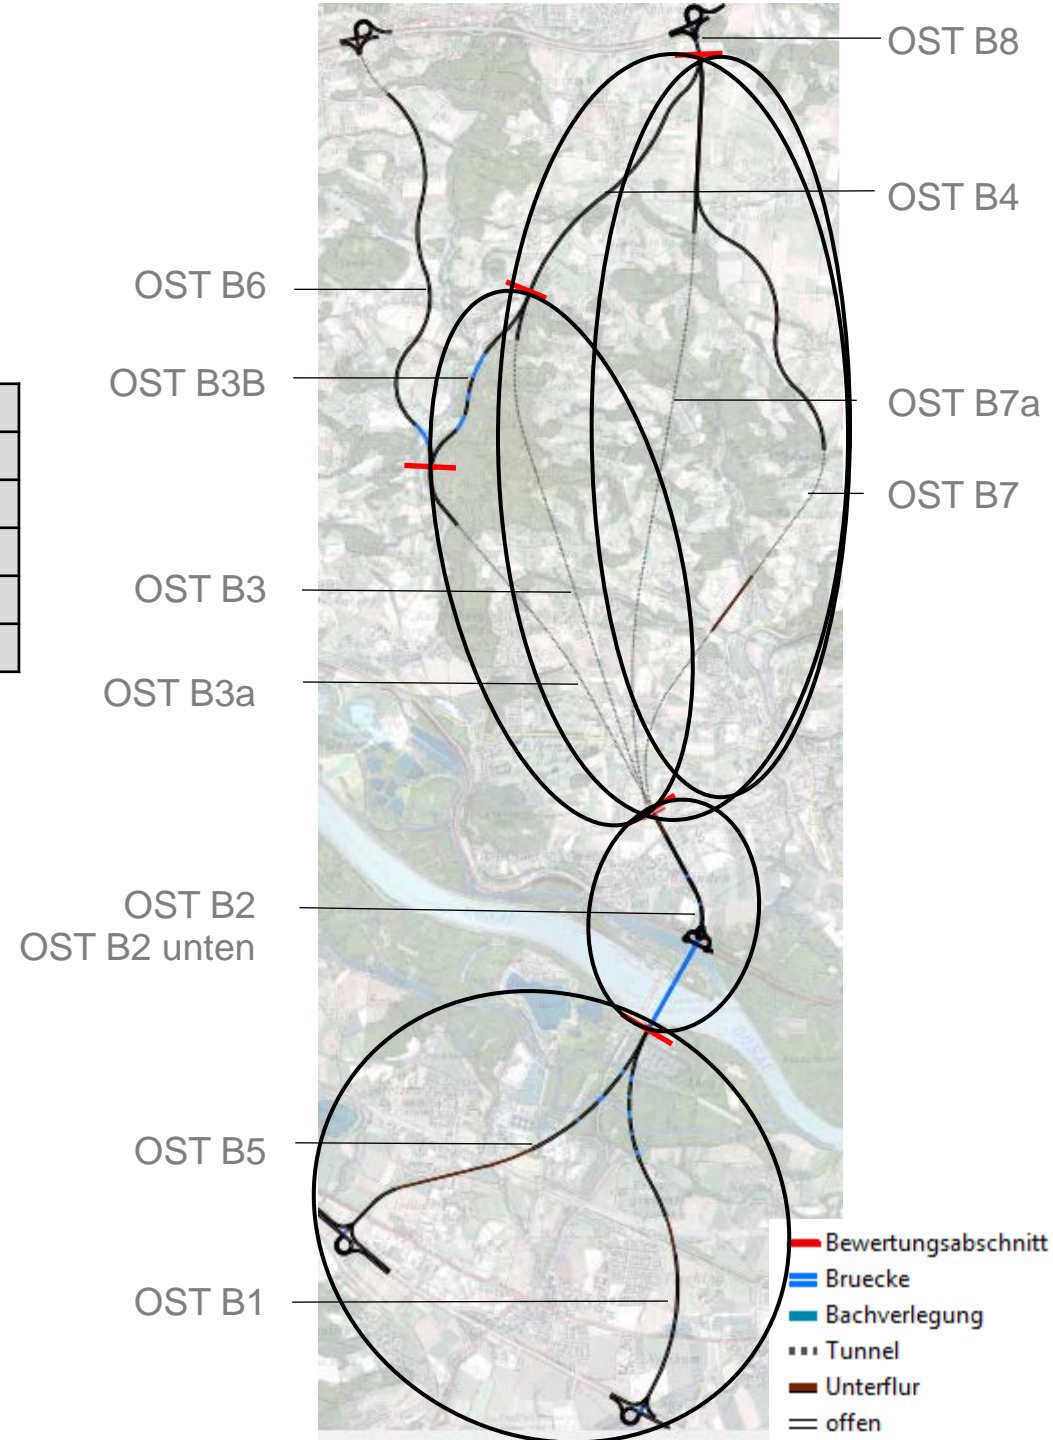 OST B8
OST B4
OST B6
OST B3B
OST B7a
OST B7
OST B3
OST B3a
OST B2
OST B2 unten
OST B5
OST B1
Bewertungsabschnitt
Bruecke
Bachverlegung
Tunnel
Unterflur
offen